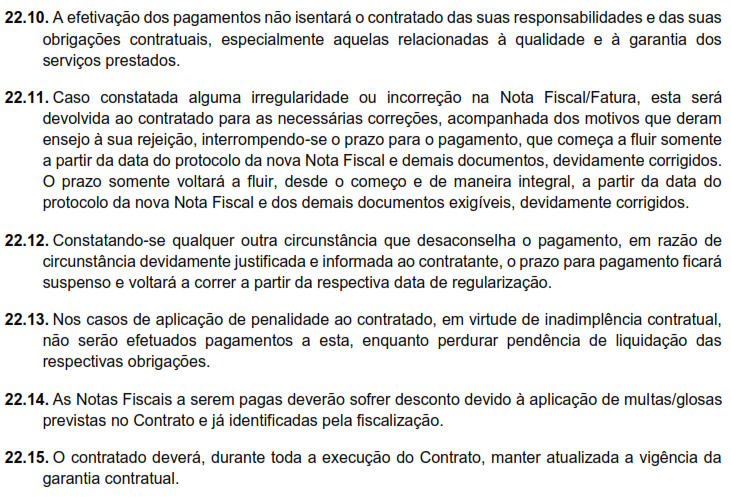 22.10. A efetivação dos pagamentos não isentará o contratado das suas responsabilidades e das suas
obrigações contratuais, especialmente aquelas relacionadas à qualidade e à garantia dos
serviços prestados.
22.11. Caso constatada alguma irregularidade ou incorreção na Nota Fiscal/Fatura, esta será
devolvida ao contratado para as necessárias correções, acompanhada dos motivos que deram
ensejo à sua rejeição, interrompendo-se o prazo para o pagamento, que começa a fluir somente
a partir da data do protocolo da nova Nota Fiscal e demais documentos, devidamente corrigidos.
O prazo somente voltará a fluir, desde o começo e de maneira integral, a partir da data do
protocolo da nova Nota Fiscal e dos demais documentos exigíveis, devidamente corrigidos.
22.12. Constatando-se qualquer outra circunstância que desaconselha o pagamento, em razão de
circunstância devidamente justificada e informada ao contratante, o prazo para pagamento ficará
suspenso e voltará a correr a partir da respectiva data de regularização.
22.13. Nos casos de aplicação de penalidade ao contratado, em virtude de inadimplência contratual,
não serão efetuados pagamentos a esta, enquanto perdurar pendência de liquidação das
respectivas obrigações.
22.14. As Notas Fiscais a serem pagas deverão sofrer desconto devido à aplicação de multas/glosas
previstas no Contrato e já identificadas pela fiscalização.
22.15. O contratado deverá, durante toda a execução do Contrato, manter atualizada a vigência da
garantia contratual.